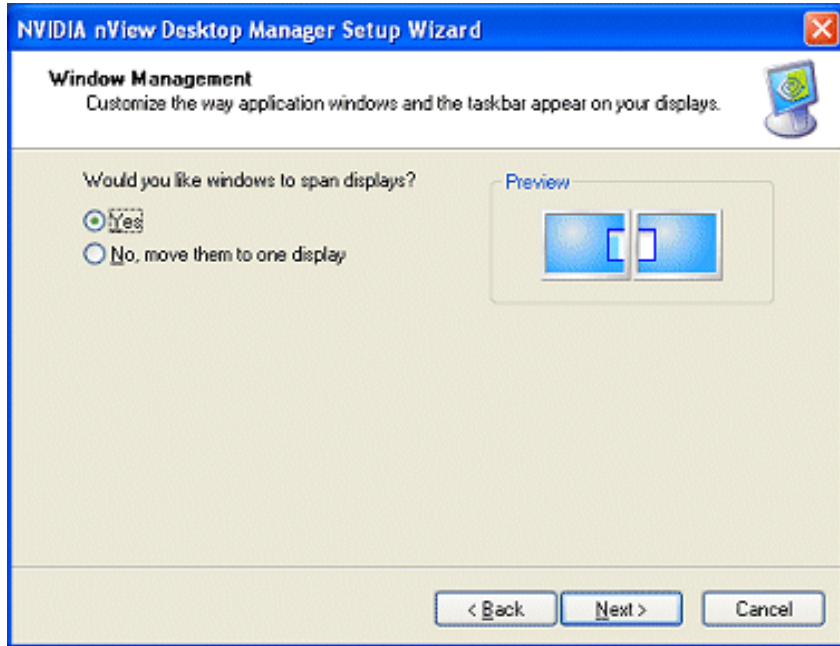 NVIDIA nView Desktop Manager Setup Wizard
Window Management
Customize the way application windows and the taskbar appear on your displays.
Would you like windows to span displays?
Preview
Yes
No, move them to one display
< Back
Next >
Cancel